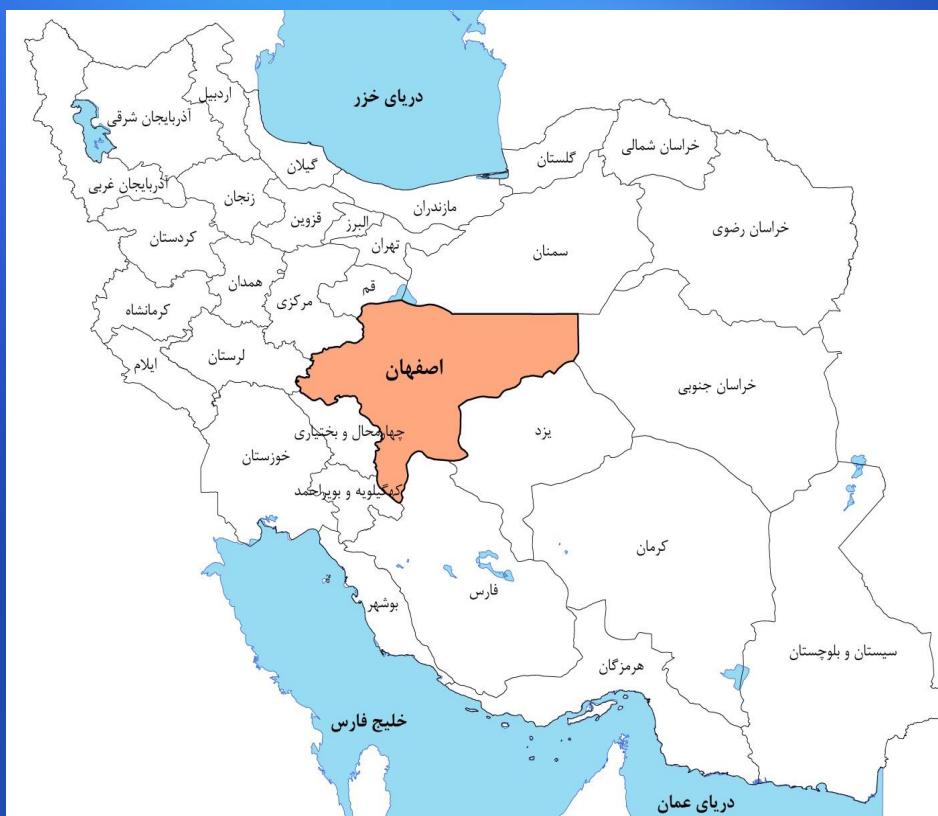 دریای خزر
اردبیل
آذربایجان شرقی
گیلان
گلستان
خراسان شمالی
آذربایجان غربی
زنجان
قزوین
البرز
مازندران
خراسان رضوی
کردستان
تهران
سمنان
همدان
قم
مرکزی
کرمانشاه
لرستان
ایلام
اصفهان
خراسان جنوبی
چهارمحال و بختیاری
یزد
خوزستان
کهگیلویه و بویراحمد
کرمان
فارس
بوشهر
سیستان و بلوچستان
هرمزگان
خلیج فارس
دریای عمان